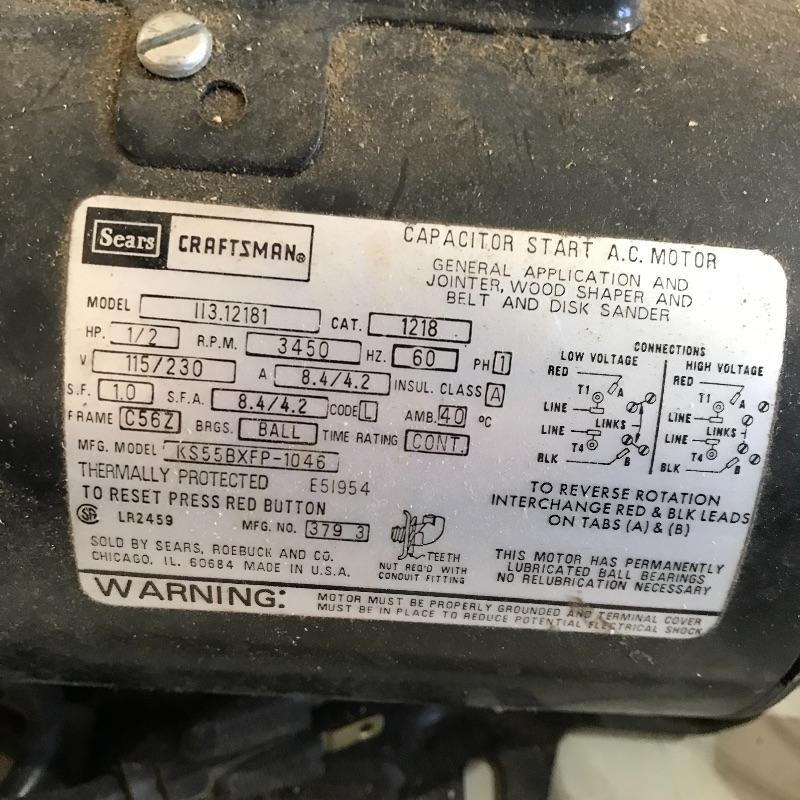 Sears CRAFTSMAN®
CAPACITOR START A.C. MOTOR
GENERAL APPLICATION AND
JOINTER, WOOD SHAPER AND
BELT AND DISK SANDER
MODEL 113.12181 CAT. 1218
HP. 1/2 R.P.M. 3450 HZ. 60 PH 1
V 115/230 A 8.4/4.2 INSUL. CLASS A
S.F. 1.0 S.F.A. 8.4/4.2 CODE L AMB. 40 °C
FRAME C56Z BRGS. BALL TIME RATING CONT.
MFG. MODEL KS55BXFP-1046
THERMALLY PROTECTED E51954
TO RESET PRESS RED BUTTON
SA LR2459 MFG. NO. 379 3
SOLD BY SEARS, ROEBUCK AND CO.
CHICAGO, IL. 60684 MADE IN U.S.A.
TEETH
NUT REQ'D WITH
CONDUIT FITTING
CONNECTIONS
LOW VOLTAGE HIGH VOLTAGE
RED RED
T1 A T1 A
LINE LINE
LINKS LINKS
LINE LINE
T4 T4
BLK B BLK B
TO REVERSE ROTATION
INTERCHANGE RED & BLK LEADS
ON TABS (A) & (B)
THIS MOTOR HAS PERMANENTLY
LUBRICATED BALL BEARINGS
NO RELUBRICATION NECESSARY
WARNING: MOTOR MUST BE PROPERLY GROUNDED AND TERMINAL COVER
MUST BE IN PLACE TO REDUCE POTENTIAL ELECTRICAL SHOCK